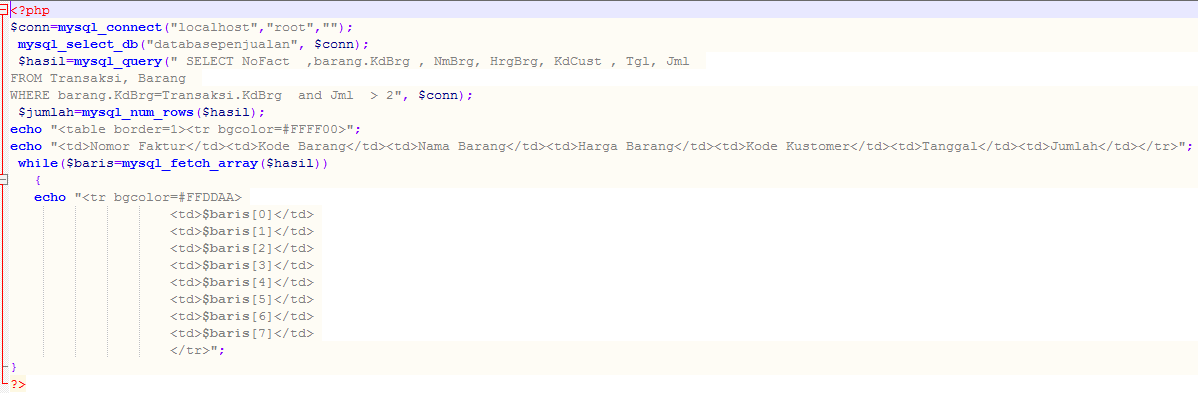 <?php
$conn=mysql_connect("localhost","root","");
mysql_select_db("databasepenjualan", $conn);
$hasil=mysql_query(" SELECT NoFact  ,barang.KdBrg , NmBrg, HrgBrg, KdCust , Tgl, Jml
FROM Transaksi, Barang
WHERE barang.KdBrg=Transaksi.KdBrg  and Jml  > 2", $conn);
$jumlah=mysql_num_rows($hasil);
echo "<table border=1><tr bgcolor=#FFFF00>";
echo "<td>Nomor Faktur</td><td>Kode Barang</td><td>Nama Barang</td><td>Harga Barang</td><td>Kode Kustomer</td><td>Tanggal</td><td>Jumlah</td></tr>";
while($baris=mysql_fetch_array($hasil))
{
echo "<tr bgcolor=#FFDDAA>
<td>$baris[0]</td>
<td>$baris[1]</td>
<td>$baris[2]</td>
<td>$baris[3]</td>
<td>$baris[4]</td>
<td>$baris[5]</td>
<td>$baris[6]</td>
<td>$baris[7]</td>
</tr>";
}
?>